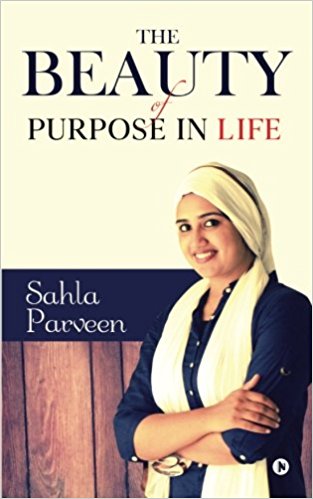 THE
BEAUTY
of
PURPOSE IN LIFE
Sahla
Parveen
N